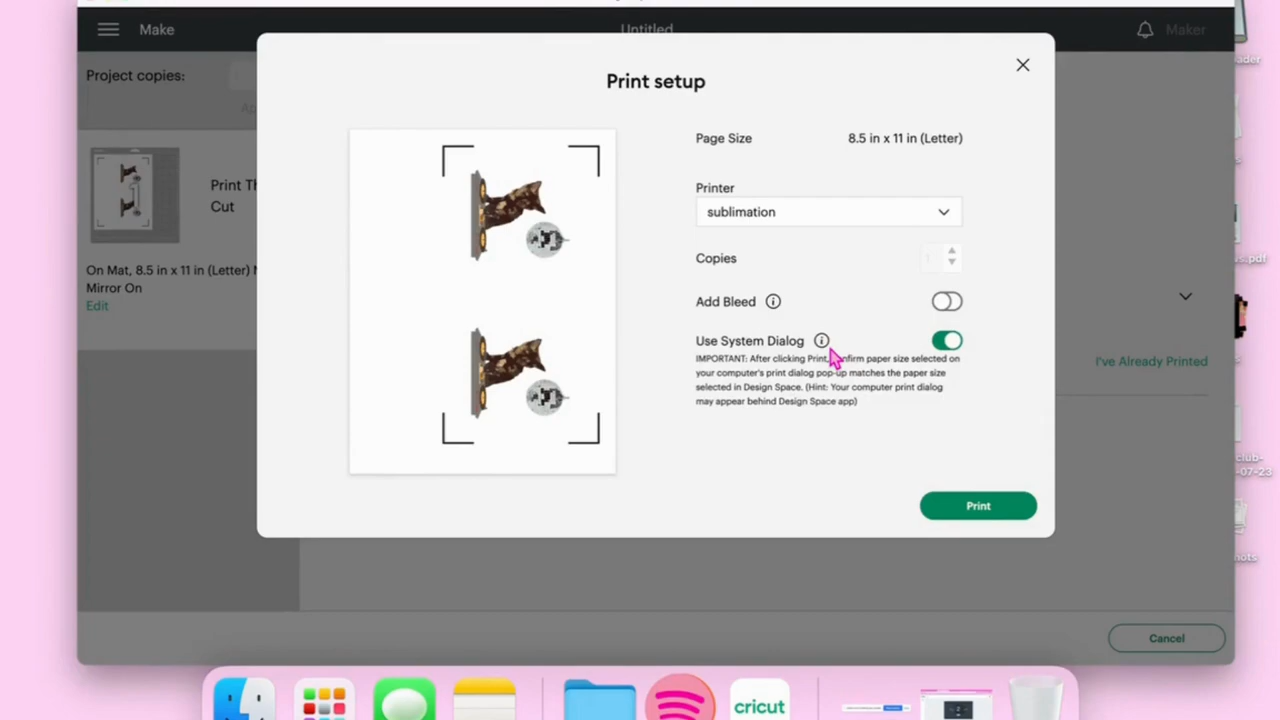 Make
Untitled
Maker
Project copies:
Print setup
Page Size
8.5 in x 11 in (Letter)
Printer
sublimation
Print
Cut
Copies
On Mat, 8.5 in x 11 in (Letter)
Mirror On
Edit
Add Bleed
Use System Dialog
IMPORTANT: After clicking Print, confirm paper size selected on
your computer's print dialog pop-up matches the paper size
selected in Design Space. (Hint: Your computer print dialog
may appear behind Design Space app)
I've Already Printed
Print
Cancel
cricut